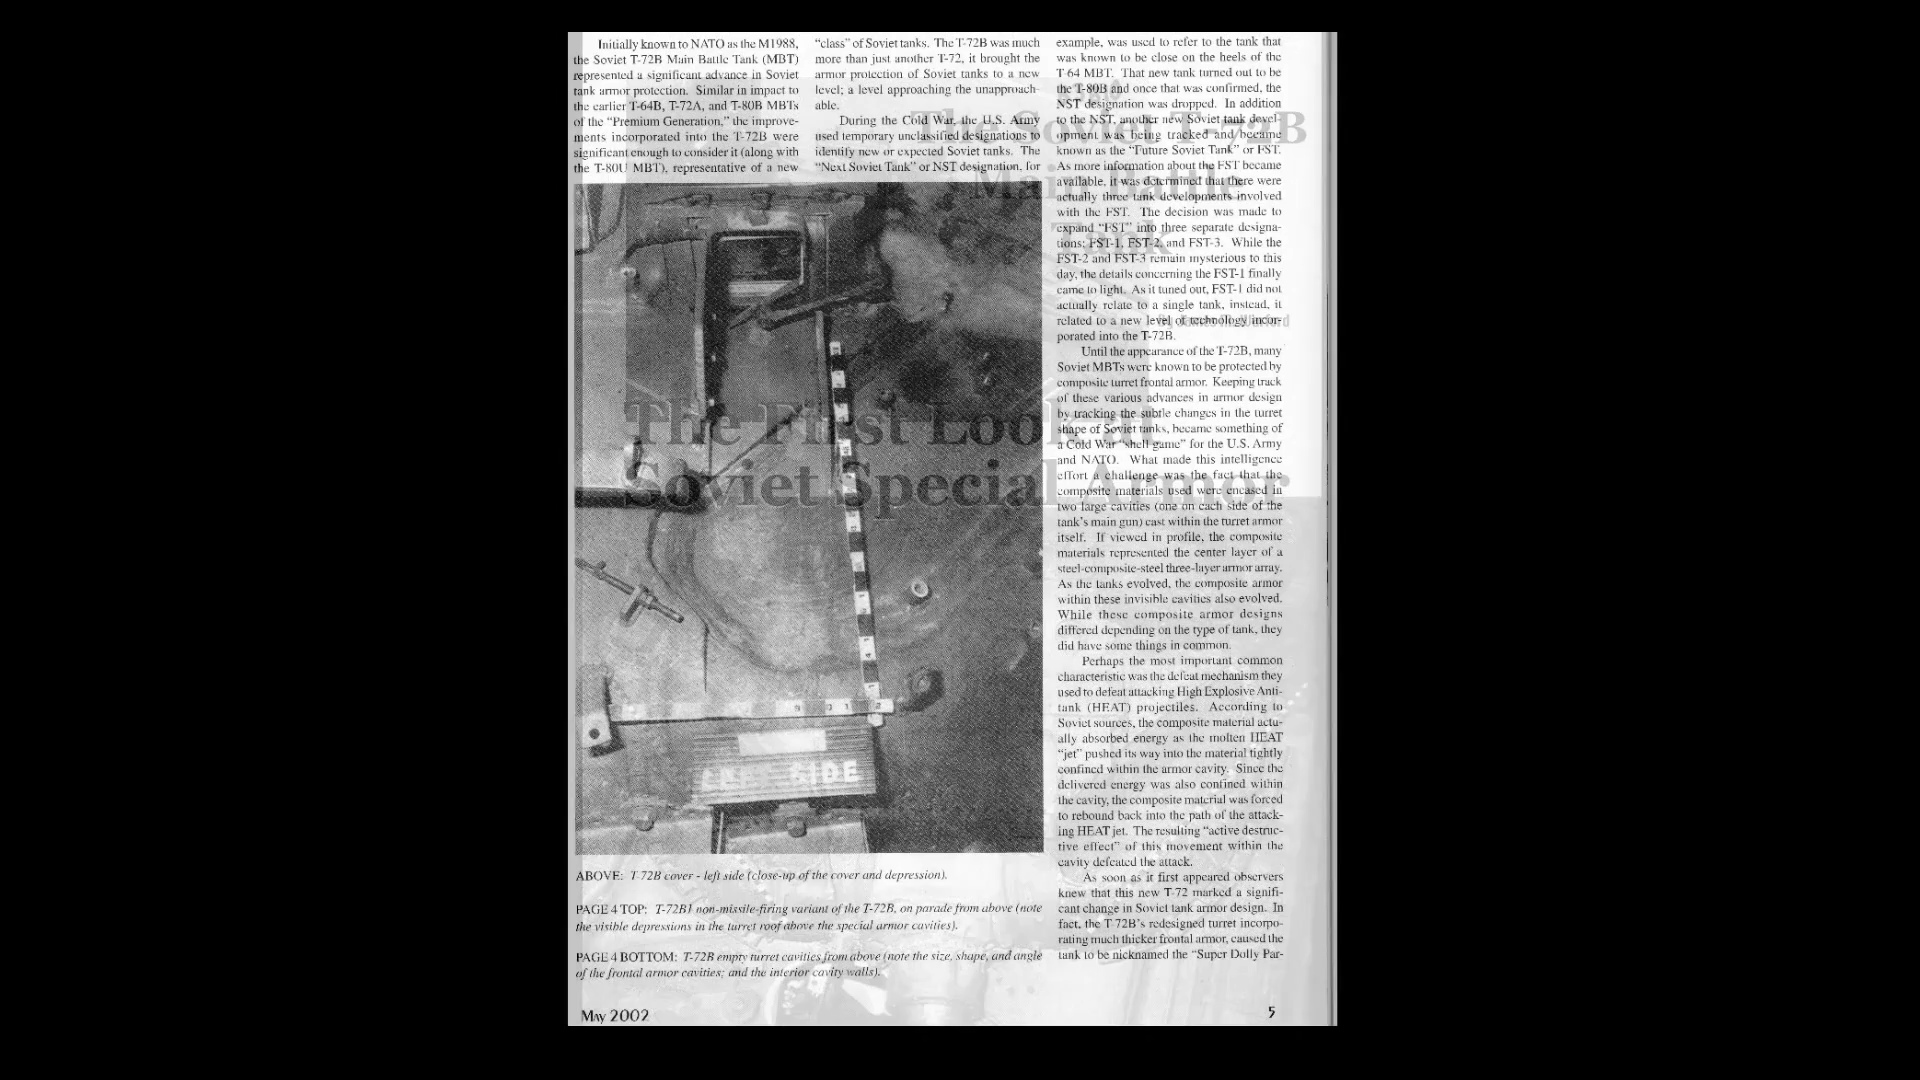 Initially known to NATO as the M1988,
the Soviet T-72B Main Battle Tank (MBT)
represented a significant advance in Soviet
tank armor protection. Similar in impact to
the earlier T-64B, T-72A, and T-80B MBTs
of the "Premium Generation," the improve-
ments incorporated into the T-72B were
significant enough to consider it (along with
the T-80U MBT), representative of a new
"class" of Soviet tanks. The T-72B was much
more than just another T-72, it brought the
armor protection of Soviet tanks to a new
level; a level approaching the unapproach-
able.
During the Cold War, the U.S. Army
used temporary unclassified designations to
identify new or expected Soviet tanks. The
"Next Soviet Tank" or NST designation, for
example, was used to refer to the tank that
was known to be close on the heels of the
T-64 MBT. That new tank turned out to be
the T-80B and once that was confirmed, the
NST designation was dropped. In addition
to the NST, another new Soviet tank devel-
opment was being tracked and became
known as the "Future Soviet Tank" or FST.
As more information about the FST became
available, it was determined that there were
actually three tank developments involved
with the FST. The decision was made to
expand "FST" into three separate designa-
tions; FST-1, FST-2, and FST-3. While the
FST-2 and FST-3 remain mysterious to this
day, the details concerning the FST-1 finally
came to light. As it tuned out, FST-1 did not
actually relate to a single tank, instead, it
related to a new level of technology incor-
porated into the T-72B.
Until the appearance of the T-72B, many
Soviet MBTs were known to be protected by
composite turret frontal armor. Keeping track
of these various advances in armor design
by tracking the subtle changes in the turret
shape of Soviet tanks, became something of
a Cold War "shell game" for the U.S. Army
and NATO. What made this intelligence
effort a challenge was the fact that the
composite materials used were encased in
two large cavities (one on each side of the
tank's main gun) cast within the turret armor
itself. If viewed in profile, the composite
materials represented the center layer of a
steel-composite-steel three-layer armor array.
As the tanks evolved, the composite armor
within these invisible cavities also evolved.
While these composite armor designs
differed depending on the type of tank, they
did have some things in common.
Perhaps the most important common
characteristic was the defeat mechanism they
used to defeat attacking High Explosive Anti-
tank (HEAT) projectiles. According to
Soviet sources, the composite material actu-
ally absorbed energy as the molten HEAT
"jet" pushed its way into the material tightly
confined within the armor cavity. Since the
delivered energy was also confined within
the cavity, the composite material was forced
to rebound back into the path of the attack-
ing HEAT jet. The resulting "active destruc-
tive effect" of this movement within the
cavity defeated the attack.
As soon as it first appeared observers
knew that this new T-72 marked a signifi-
cant change in Soviet tank armor design. In
fact, the T-72B's redesigned turret incorpo-
rating much thicker frontal armor, caused the
tank to be nicknamed the "Super Dolly Par-
The Soviet T-72B
Main Battle
Tank
The First Look at
Soviet Special Armor
LEFT SIDE
ABOVE: T-72B cover - left side (close-up of the cover and depression).
PAGE 4 TOP: T-72B1 non-missile-firing variant of the T-72B, on parade from above (note
the visible depressions in the turret roof above the special armor cavities).
PAGE 4 BOTTOM: T-72B empty turret cavities from above (note the size, shape, and angle
of the frontal armor cavities; and the interior cavity walls).
May 2002
5